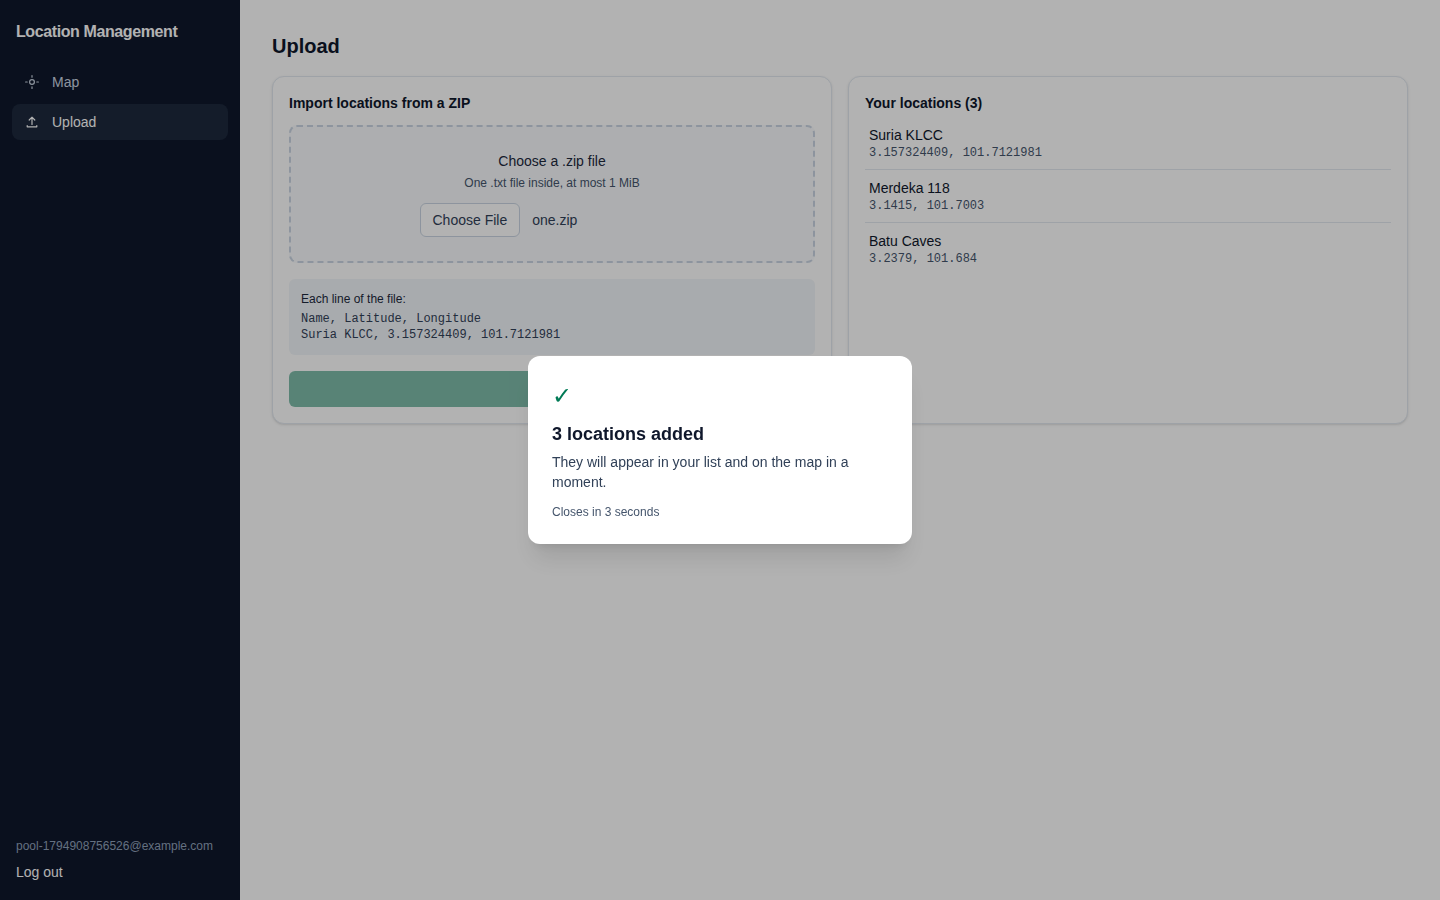 Location Management
Map
Upload
pool-1794908756526@example.com
Log out
Upload
Import locations from a ZIP
Choose a .zip file
One .txt file inside, at most 1 MiB
Choose File one.zip
Each line of the file:
Name, Latitude, Longitude
Suria KLCC, 3.157324409, 101.7121981
Your locations (3)
Suria KLCC
3.157324409, 101.7121981
Merdeka 118
3.1415, 101.7003
Batu Caves
3.2379, 101.684
✓
3 locations added
They will appear in your list and on the map in a
moment.
Closes in 3 seconds